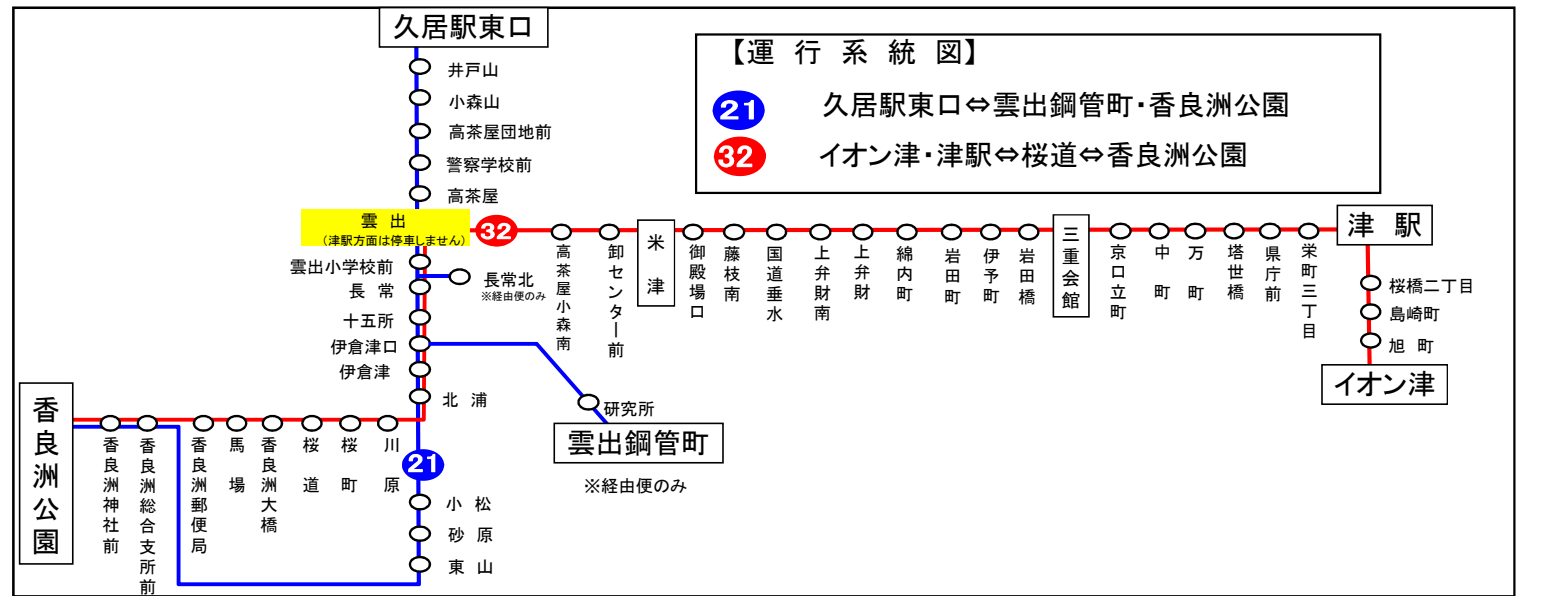 久居駅東口
【運行系統図】
21 久居駅東口⇔雲出鋼管町・香良洲公園
32 イオン津・津駅⇔桜道⇔香良洲公園
井戸山
小森山
高茶屋団地前
警察学校前
高茶屋
雲出
（津駅方面は停車しません）
32
高茶屋小森南
卸センター前
米津
御殿場口
藤枝南
国道垂水
上弁財南
上弁財
綿内町
岩田町
伊予町
岩田橋
三重会館
京口立町
中町
万町
塔世橋
県庁前
栄町三丁目
津駅
桜橋二丁目
島崎町
旭町
イオン津
雲出小学校前
長常北
※経由便のみ
長常
十五所
伊倉津口
伊倉津
北浦
研究所
雲出鋼管町
※経由便のみ
香良洲公園
香良洲神社前
香良洲総合支所前
香良洲郵便局
馬場
香良洲大橋
桜道
桜町
川原
21
小松
砂原
東山